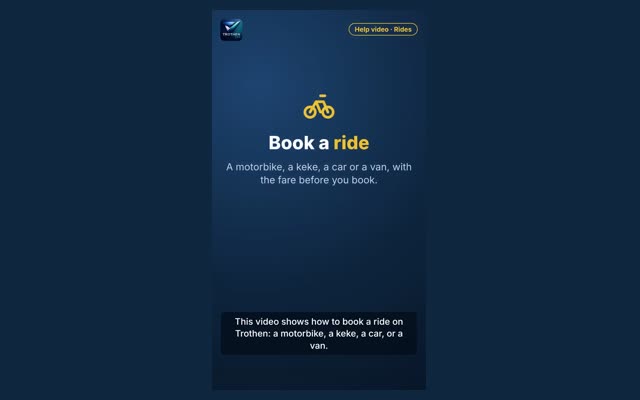 TROTHEN
Help video · Rides
Book a ride
A motorbike, a keke, a car or a van, with
the fare before you book.
This video shows how to book a ride on
Trothen: a motorbike, a keke, a car, or a
van.